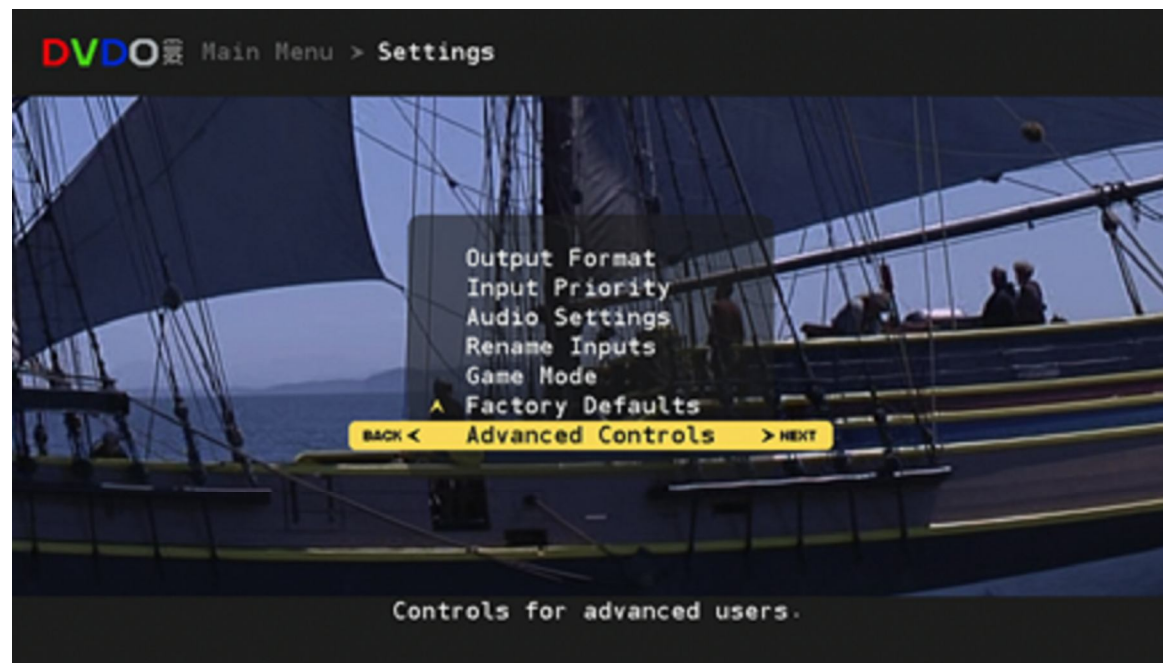 DVDO Main Menu > Settings
Output Format
Input Priority
Audio Settings
Rename Inputs
Game Mode
Factory Defaults
BACK < Advanced Controls > NEXT
Controls for advanced users.